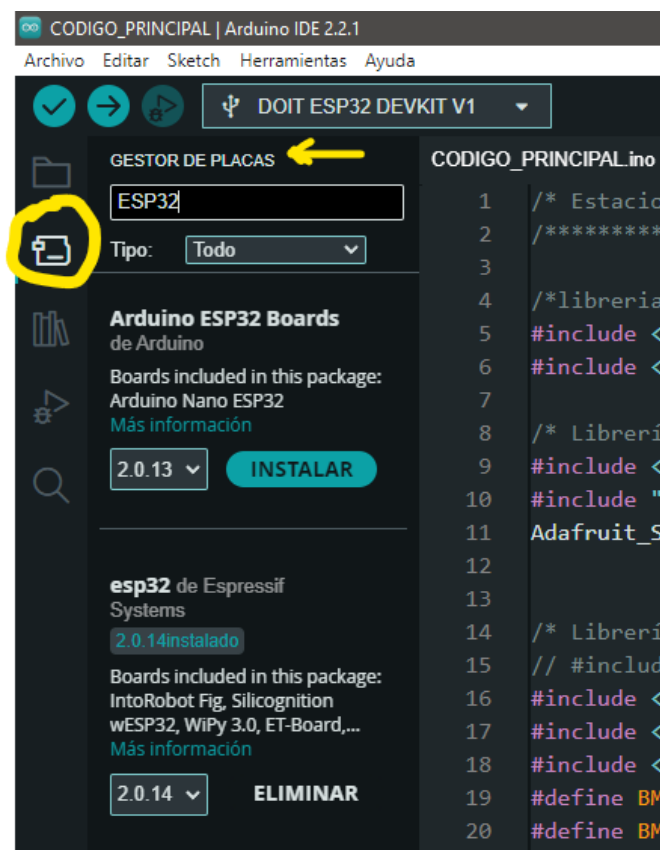 CODIGO_PRINCIPAL | Arduino IDE 2.2.1
Archivo Editar Sketch Herramientas Ayuda
DOIT ESP32 DEVKIT V1
GESTOR DE PLACAS
ESP32
Tipo: Todo
Arduino ESP32 Boards
de Arduino
Boards included in this package:
Arduino Nano ESP32
Más información
2.0.13 INSTALAR
esp32 de Espressif
Systems
2.0.14instalado
Boards included in this package:
IntoRobot Fig, Silicognition
wESP32, WiPy 3.0, ET-Board,...
Más información
2.0.14 ELIMINAR
CODIGO_PRINCIPAL.ino
1 /* Estacio
2 /*********
3
4 /*libreria
5 #include <
6 #include <
7
8 /* Librerí
9 #include <
10 #include "
11 Adafruit_S
12
13
14 /* Librerí
15 // #includ
16 #include <
17 #include <
18 #include <
19 #define BM
20 #define BM